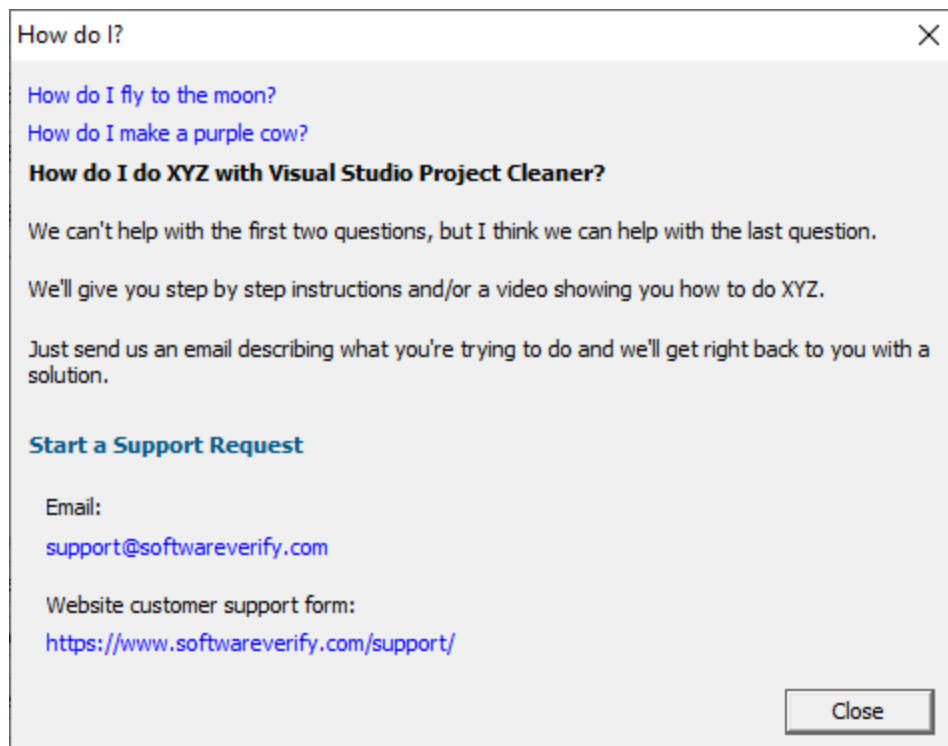 How do I?
How do I fly to the moon?
How do I make a purple cow?
How do I do XYZ with Visual Studio Project Cleaner?
We can't help with the first two questions, but I think we can help with the last question.
We'll give you step by step instructions and/or a video showing you how to do XYZ.
Just send us an email describing what you're trying to do and we'll get right back to you with a
solution.
Start a Support Request
Email:
support@softwareverify.com
Website customer support form:
https://www.softwareverify.com/support/
Close